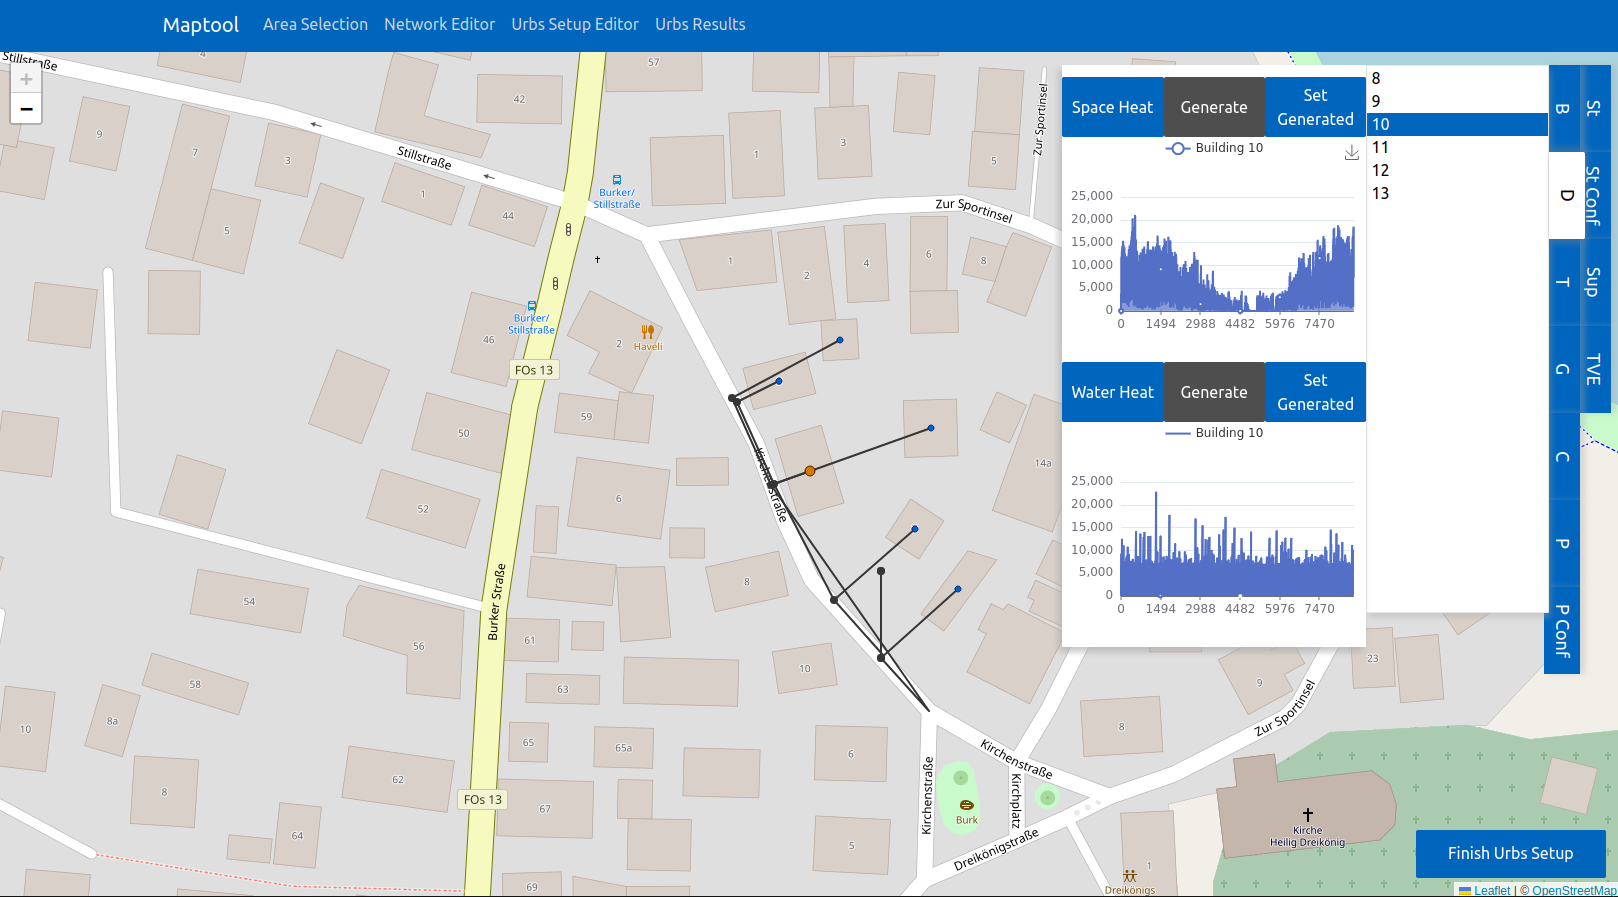 Maptool Area Selection Network Editor Urbs Setup Editor Urbs Results
Stillstraße
+
−
4
57
42
9
7
3
1
3
5
Zur Sportinsel
Stillstraße
Burker/
Stillstraße
1
44
5
Zur Sportinsel
1
2
4
6
8
Burker/
Stillstraße
46
2
Haveli
FOs 13
59
50
Kirchenstraße
14a
6
52
8
54
Burker Straße
56
61
10
58
63
8a
10
65
65a
6
62
8
FOs 13
67
64
5
69
23
9
8
Zur Sportinsel
Kirchenstraße
Kirchenstraße
Kirchplatz
Burk
Dreikönigstraße
1
Dreikönigs
Kirche
Heilig Dreikönig
Space Heat
Generate
Set
Generated
Building 10
25,000
20,000
15,000
10,000
5,000
0
0 1494 2988 4482 5976 7470
Water Heat
Generate
Set
Generated
Building 10
25,000
20,000
15,000
10,000
5,000
0
0 1494 2988 4482 5976 7470
8
9
10
11
12
13
B
D
T
G
C
P
P Conf
St
St Conf
Sup
TVE
Finish Urbs Setup
Leaflet | © OpenStreetMap